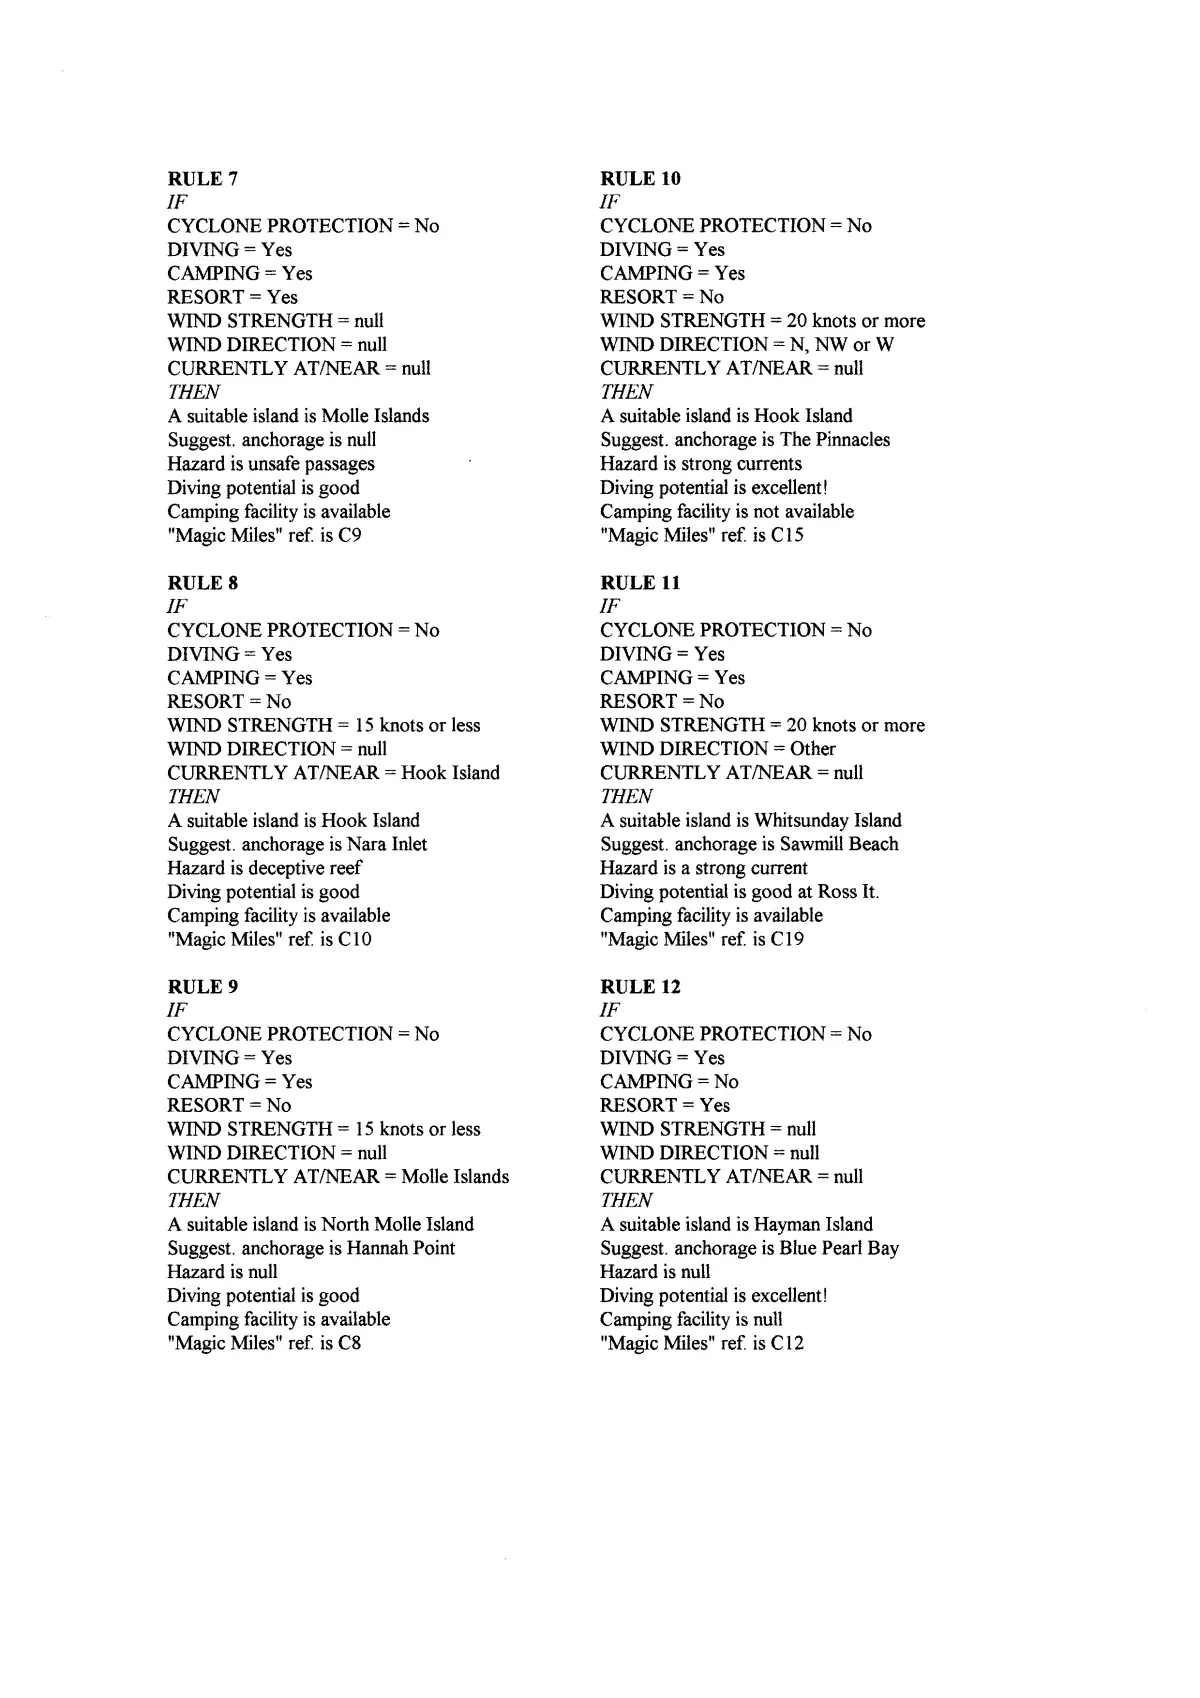 RULE 7
IF
CYCLONE PROTECTION = No
DIVING = Yes
CAMPING = Yes
RESORT = Yes
WIND STRENGTH = null
WIND DIRECTION = null
CURRENTLY AT/NEAR = null
THEN
A suitable island is Molle Islands
Suggest. anchorage is null
Hazard is unsafe passages
Diving potential is good
Camping facility is available
"Magic Miles" ref. is C9
RULE 8
IF
CYCLONE PROTECTION = No
DIVING = Yes
CAMPING = Yes
RESORT = No
WIND STRENGTH = 15 knots or less
WIND DIRECTION = null
CURRENTLY AT/NEAR = Hook Island
THEN
A suitable island is Hook Island
Suggest. anchorage is Nara Inlet
Hazard is deceptive reef
Diving potential is good
Camping facility is available
"Magic Miles" ref. is C10
RULE 9
IF
CYCLONE PROTECTION = No
DIVING = Yes
CAMPING = Yes
RESORT = No
WIND STRENGTH = 15 knots or less
WIND DIRECTION = null
CURRENTLY AT/NEAR = Molle Islands
THEN
A suitable island is North Molle Island
Suggest. anchorage is Hannah Point
Hazard is null
Diving potential is good
Camping facility is available
"Magic Miles" ref. is C8
RULE 10
IF
CYCLONE PROTECTION = No
DIVING = Yes
CAMPING = Yes
RESORT = No
WIND STRENGTH = 20 knots or more
WIND DIRECTION = N, NW or W
CURRENTLY AT/NEAR = null
THEN
A suitable island is Hook Island
Suggest. anchorage is The Pinnacles
Hazard is strong currents
Diving potential is excellent!
Camping facility is not available
"Magic Miles" ref. is C15
RULE 11
IF
CYCLONE PROTECTION = No
DIVING = Yes
CAMPING = Yes
RESORT = No
WIND STRENGTH = 20 knots or more
WIND DIRECTION = Other
CURRENTLY AT/NEAR = null
THEN
A suitable island is Whitsunday Island
Suggest. anchorage is Sawmill Beach
Hazard is a strong current
Diving potential is good at Ross It.
Camping facility is available
"Magic Miles" ref. is C19
RULE 12
IF
CYCLONE PROTECTION = No
DIVING = Yes
CAMPING = No
RESORT = Yes
WIND STRENGTH = null
WIND DIRECTION = null
CURRENTLY AT/NEAR = null
THEN
A suitable island is Hayman Island
Suggest. anchorage is Blue Pearl Bay
Hazard is null
Diving potential is excellent!
Camping facility is null
"Magic Miles" ref. is C12